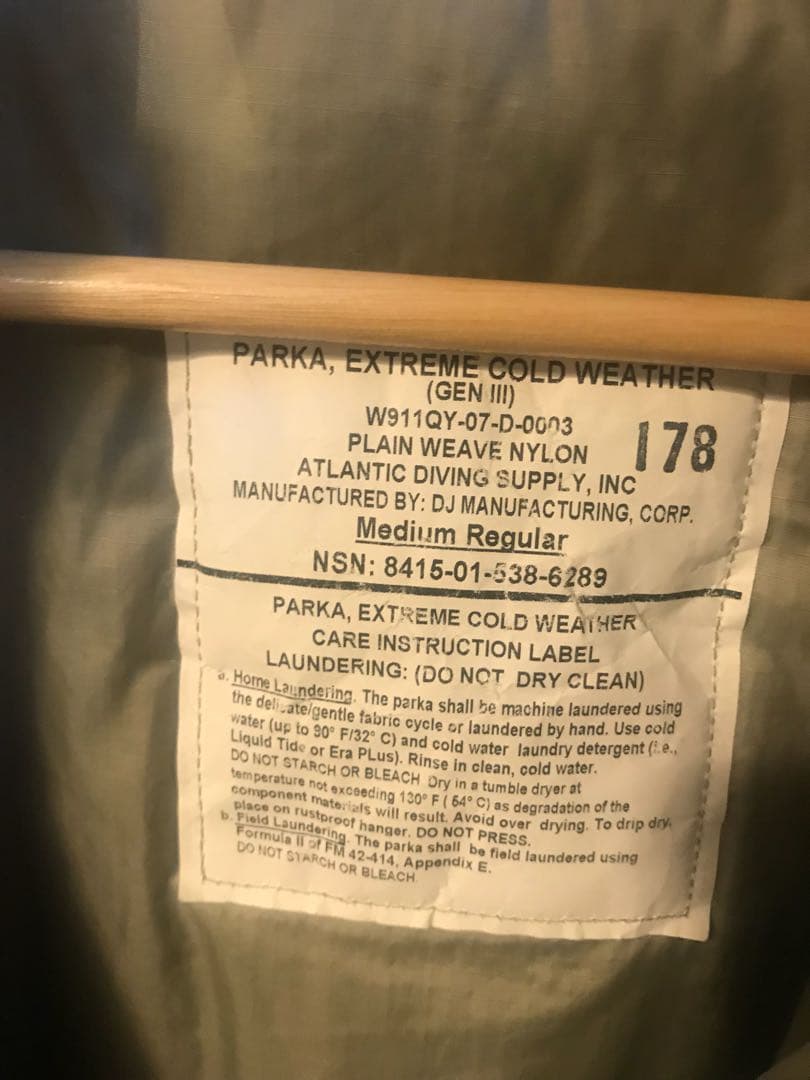 PARKA, EXTREME COLD WEATHER
(GEN III)
W911QY-07-D-0003
178
PLAIN WEAVE NYLON
ATLANTIC DIVING SUPPLY, INC
MANUFACTURED BY: DJ MANUFACTURING, CORP.
Medium Regular
NSN: 8415-01-538-6289
PARKA, EXTREME COLD WEATHER
CARE INSTRUCTION LABEL
LAUNDERING: (DO NOT DRY CLEAN)
a. Home Laundering. The parka shall be machine laundered using
the delicate/gentle fabric cycle or laundered by hand. Use cold
water (up to 90° F/32° C) and cold water laundry detergent (i.e.,
Liquid Tide or Era PLus). Rinse in clean, cold water.
DO NOT STARCH OR BLEACH Dry in a tumble dryer at
temperature not exceeding 130° F ( 54° C) as degradation of the
component materials will result. Avoid over drying. To drip dry,
place on rustproof hanger. DO NOT PRESS.
b. Field Laundering. The parka shall be field laundered using
Formula II of FM 42-414, Appendix E.
DO NOT STARCH OR BLEACH